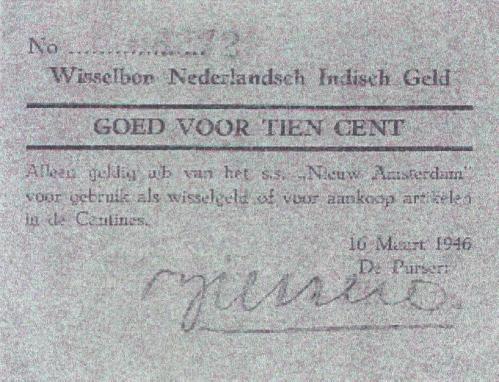 No ....................
Wisselbon Nederlandsch Indisch Geld
GOED VOOR TIEN CENT
Alleen geldig a/b van het s.s. „Nieuw Amsterdam”
voor gebruik als wisselgeld of voor aankoop artikelen
in de Cantines.
16 Maart 1946
De Purser: